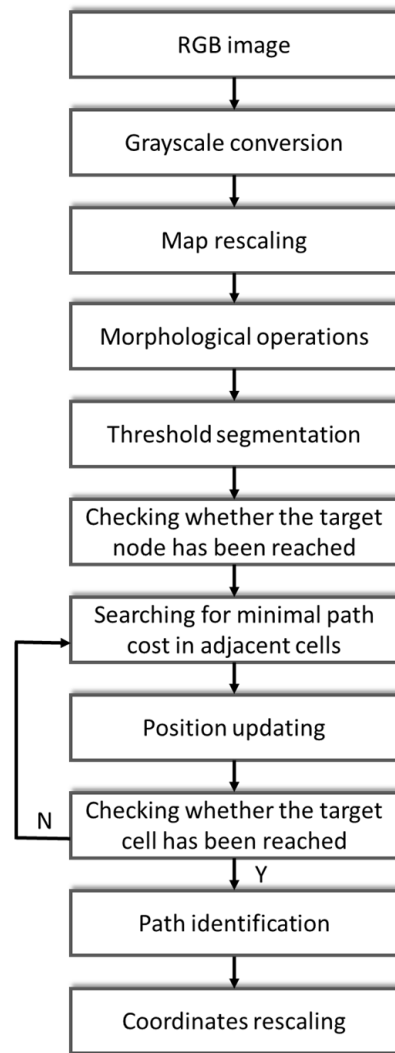 RGB image
Grayscale conversion
Map rescaling
Morphological operations
Threshold segmentation
Checking whether the target
node has been reached
Searching for minimal path
cost in adjacent cells
Position updating
Checking whether the target
cell has been reached
N
Y
Path identification
Coordinates rescaling